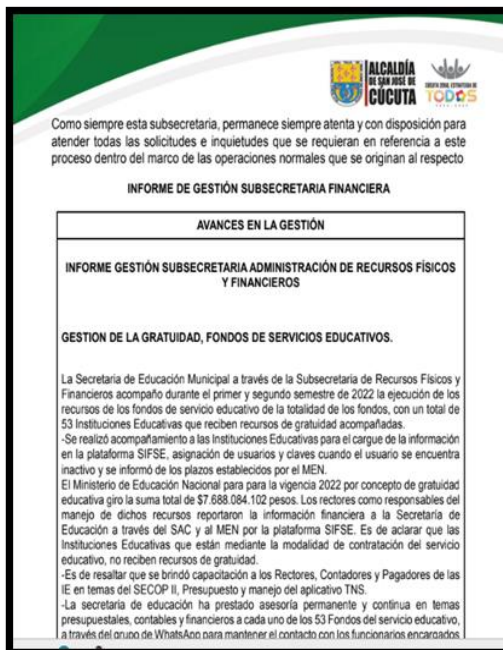 ALCALDÍA
DE SAN JOSÉ DE
CÚCUTA
CÚCUTA 2050, ESTRATEGIA DE
TODOS
Como siempre esta subsecretaria, permanece siempre atenta y con disposición para
atender todas las solicitudes e inquietudes que se requieran en referencia a este
proceso dentro del marco de las operaciones normales que se originan al respecto
INFORME DE GESTIÓN SUBSECRETARIA FINANCIERA
AVANCES EN LA GESTIÓN
INFORME GESTIÓN SUBSECRETARIA ADMINISTRACIÓN DE RECURSOS FÍSICOS
Y FINANCIEROS
GESTION DE LA GRATUIDAD, FONDOS DE SERVICIOS EDUCATIVOS.
La Secretaria de Educación Municipal a través de la Subsecretaria de Recursos Físicos y
Financieros acompaño durante el primer y segundo semestre de 2022 la ejecución de los
recursos de los fondos de servicio educativo de la totalidad de los fondos, con un total de
53 Instituciones Educativas que reciben recursos de gratuidad acompañadas.
-Se realizó acompañamiento a las Instituciones Educativas para el cargue de la información
en la plataforma SIFSE, asignación de usuarios y claves cuando el usuario se encuentra
inactivo y se informó de los plazos establecidos por el MEN.
El Ministerio de Educación Nacional para para la vigencia 2022 por concepto de gratuidad
educativa giro la suma total de $7.688.084.102 pesos. Los rectores como responsables del
manejo de dichos recursos reportaron la información financiera a la Secretaría de
Educación a través del SAC y al MEN por la plataforma SIFSE. Es de aclarar que las
Instituciones Educativas que están mediante la modalidad de contratación del servicio
educativo, no reciben recursos de gratuidad.
-Es de resaltar que se brindó capacitación a los Rectores, Contadores y Pagadores de las
IE en temas del SECOP II, Presupuesto y manejo del aplicativo TNS.
-La secretaria de educación ha prestado asesoría permanente y continua en temas
presupuestales, contables y financieros a cada uno de los 53 Fondos del servicio educativo,
a través del grupo de WhatsApp para mantener el contacto con los funcionarios encargados